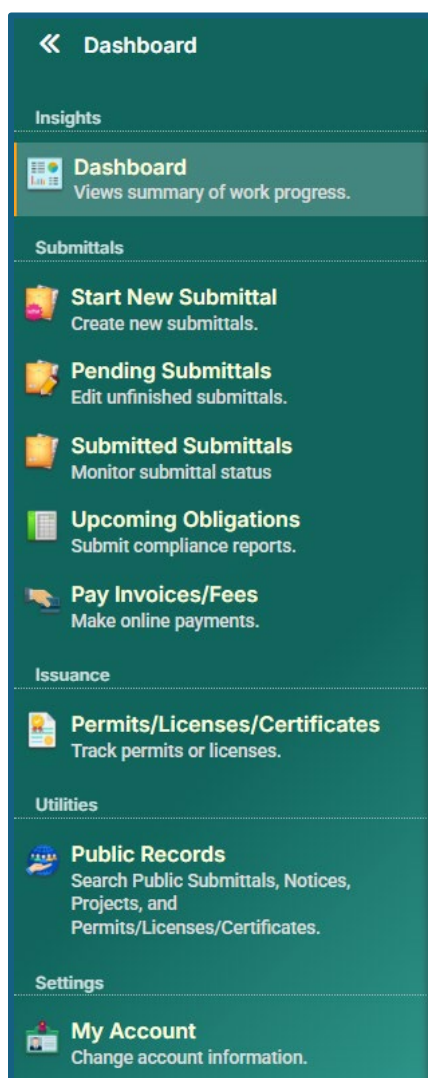 Dashboard
Insights
Dashboard
Views summary of work progress.
Submittals
Start New Submittal
Create new submittals.
Pending Submittals
Edit unfinished submittals.
Submitted Submittals
Monitor submittal status
Upcoming Obligations
Submit compliance reports.
Pay Invoices/Fees
Make online payments.
Issuance
Permits/Licenses/Certificates
Track permits or licenses.
Utilities
Public Records
Search Public Submittals, Notices,
Projects, and
Permits/Licenses/Certificates.
Settings
My Account
Change account information.